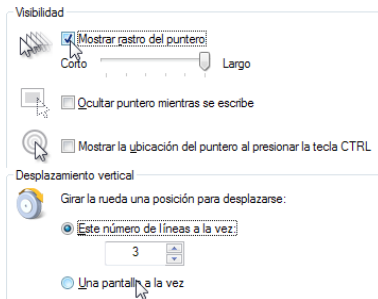 Visibilidad
Mostrar rastro del puntero
Corto Largo
Ocultar puntero mientras se escribe
Mostrar la ubicación del puntero al presionar la tecla CTRL
Desplazamiento vertical
Girar la rueda una posición para desplazarse:
Este número de líneas a la vez:
3
Una pantalla a la vez